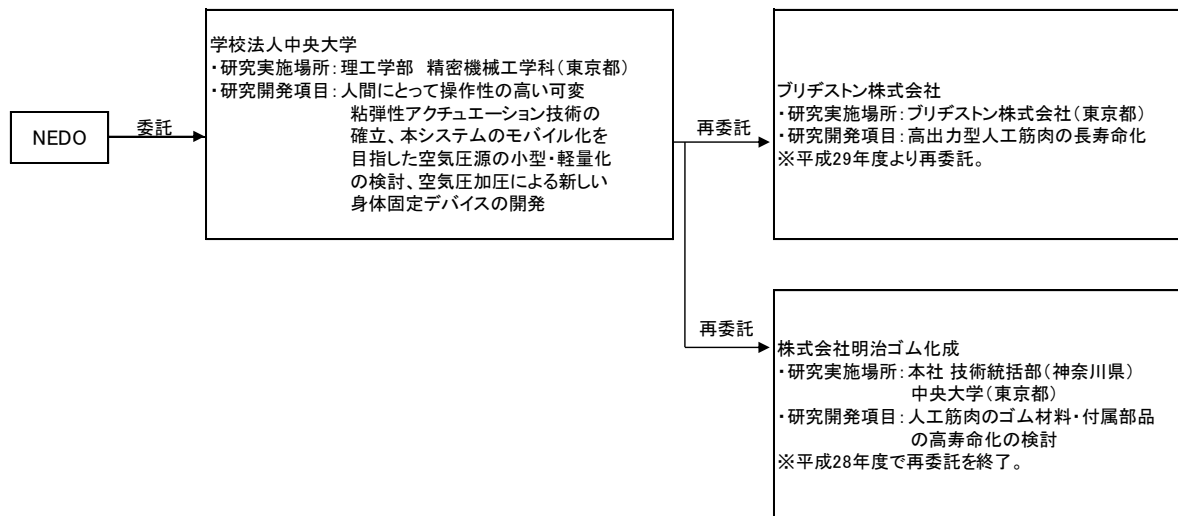 NEDO
委託
学校法人中央大学
・研究実施場所：理工学部　精密機械工学科（東京都）
・研究開発項目：人間にとって操作性の高い可変
粘弾性アクチュエーション技術の
確立、本システムのモバイル化を
目指した空気圧源の小型・軽量化
の検討、空気圧加圧による新しい
身体固定デバイスの開発
再委託
ブリヂストン株式会社
・研究実施場所：ブリヂストン株式会社（東京都）
・研究開発項目：高出力型人工筋肉の長寿命化
※平成29年度より再委託。
再委託
株式会社明治ゴム化成
・研究実施場所：本社 技術統括部（神奈川県）
中央大学（東京都）
・研究開発項目：人工筋肉のゴム材料・付属部品
の高寿命化の検討
※平成28年度で再委託を終了。